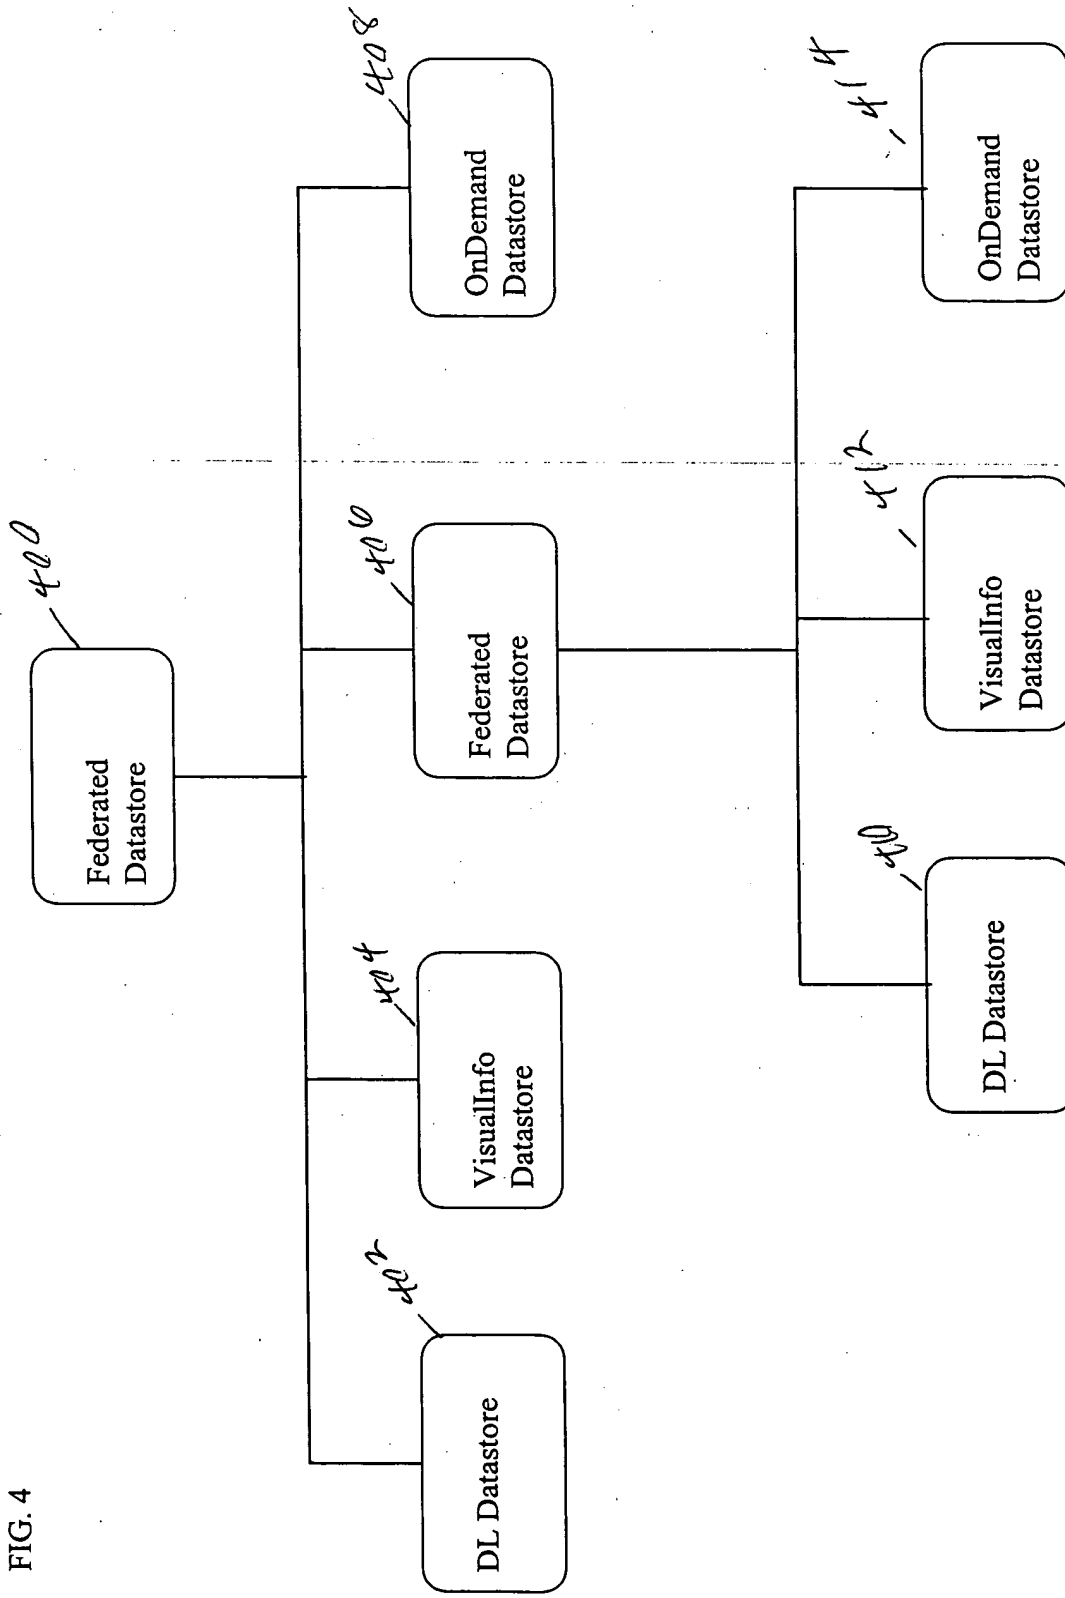 FIG. 4
400
Federated
Datastore
402
DL Datastore
404
VisualInfo
Datastore
406
Federated
Datastore
408
OnDemand
Datastore
410
DL Datastore
412
VisualInfo
Datastore
414
OnDemand
Datastore